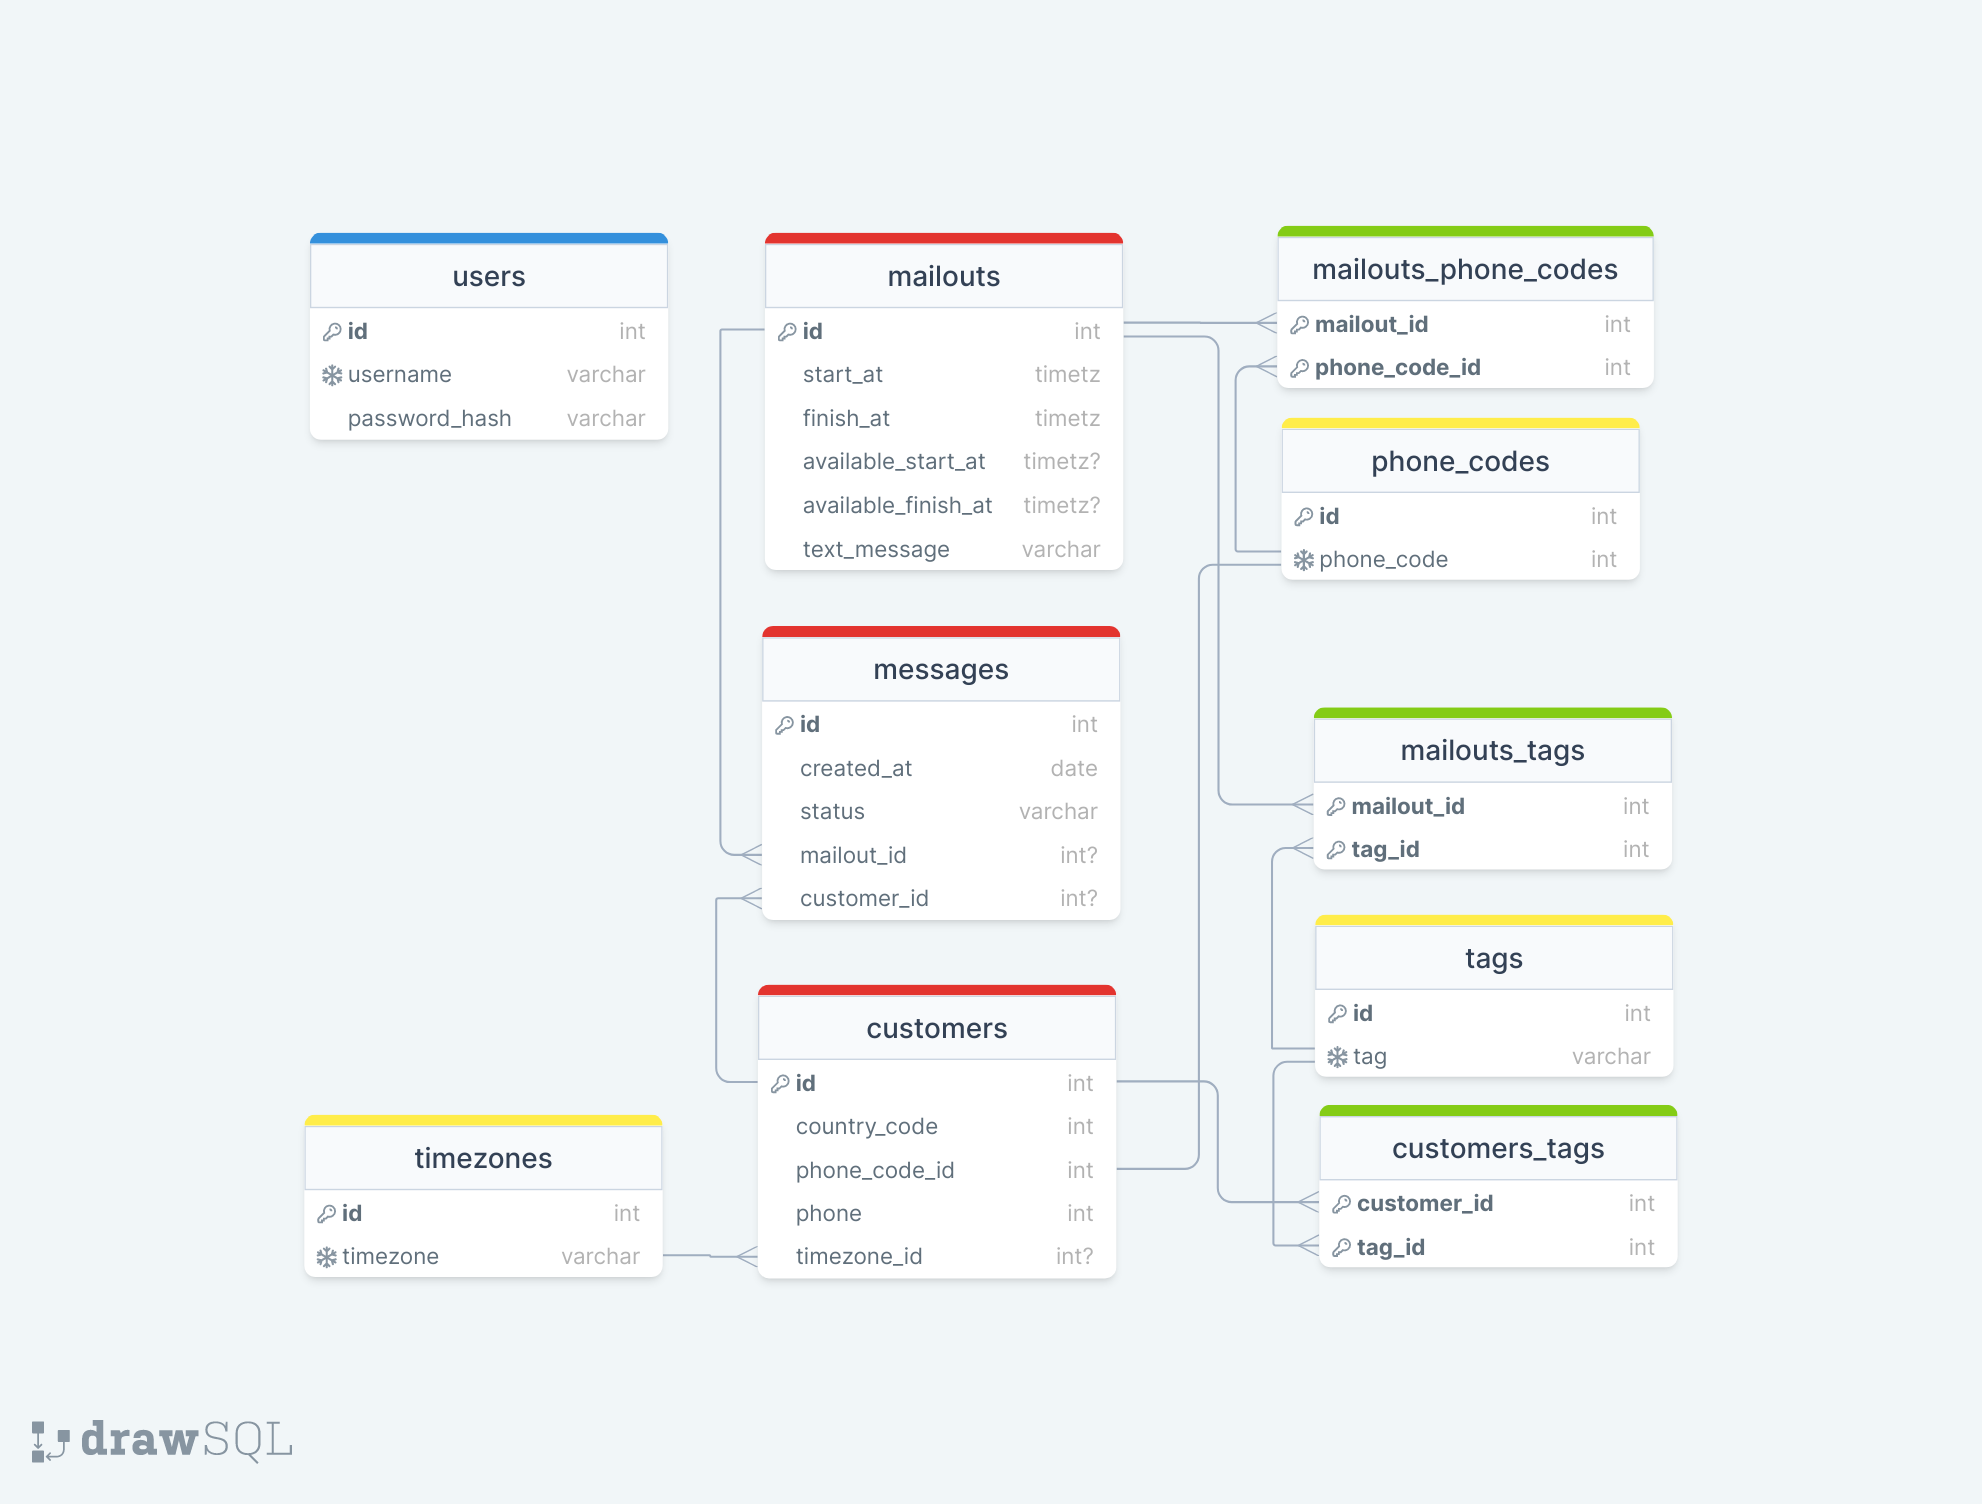 users
id int
username varchar
password_hash varchar
mailouts
id int
start_at timetz
finish_at timetz
available_start_at timetz?
available_finish_at timetz?
text_message varchar
mailouts_phone_codes
mailout_id int
phone_code_id int
phone_codes
id int
phone_code int
messages
id int
created_at date
status varchar
mailout_id int?
customer_id int?
mailouts_tags
mailout_id int
tag_id int
tags
id int
tag varchar
customers
id int
country_code int
phone_code_id int
phone int
timezone_id int?
customers_tags
customer_id int
tag_id int
timezones
id int
timezone varchar
drawSQL